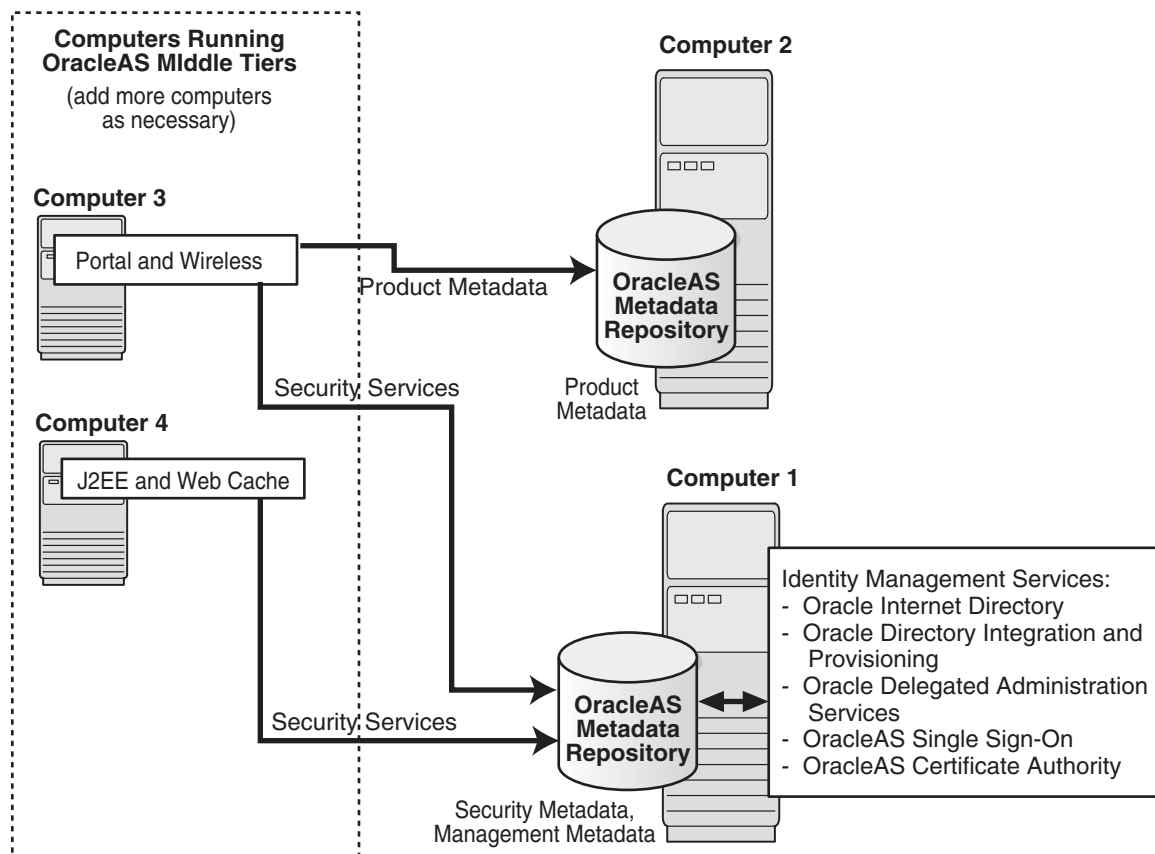 Computers Running
OracleAS MIddle Tiers
(add more computers
as necessary)
Computer 2
Computer 3
Portal and Wireless
Product Metadata
OracleAS
Metadata
Repository
Product
Metadata
Security Services
Computer 4
J2EE and Web Cache
Computer 1
Identity Management Services:
- Oracle Internet Directory
- Oracle Directory Integration and
Provisioning
- Oracle Delegated Administration
Services
- OracleAS Single Sign-On
- OracleAS Certificate Authority
OracleAS
Metadata
Repository
Security Services
Security Metadata,
Management Metadata